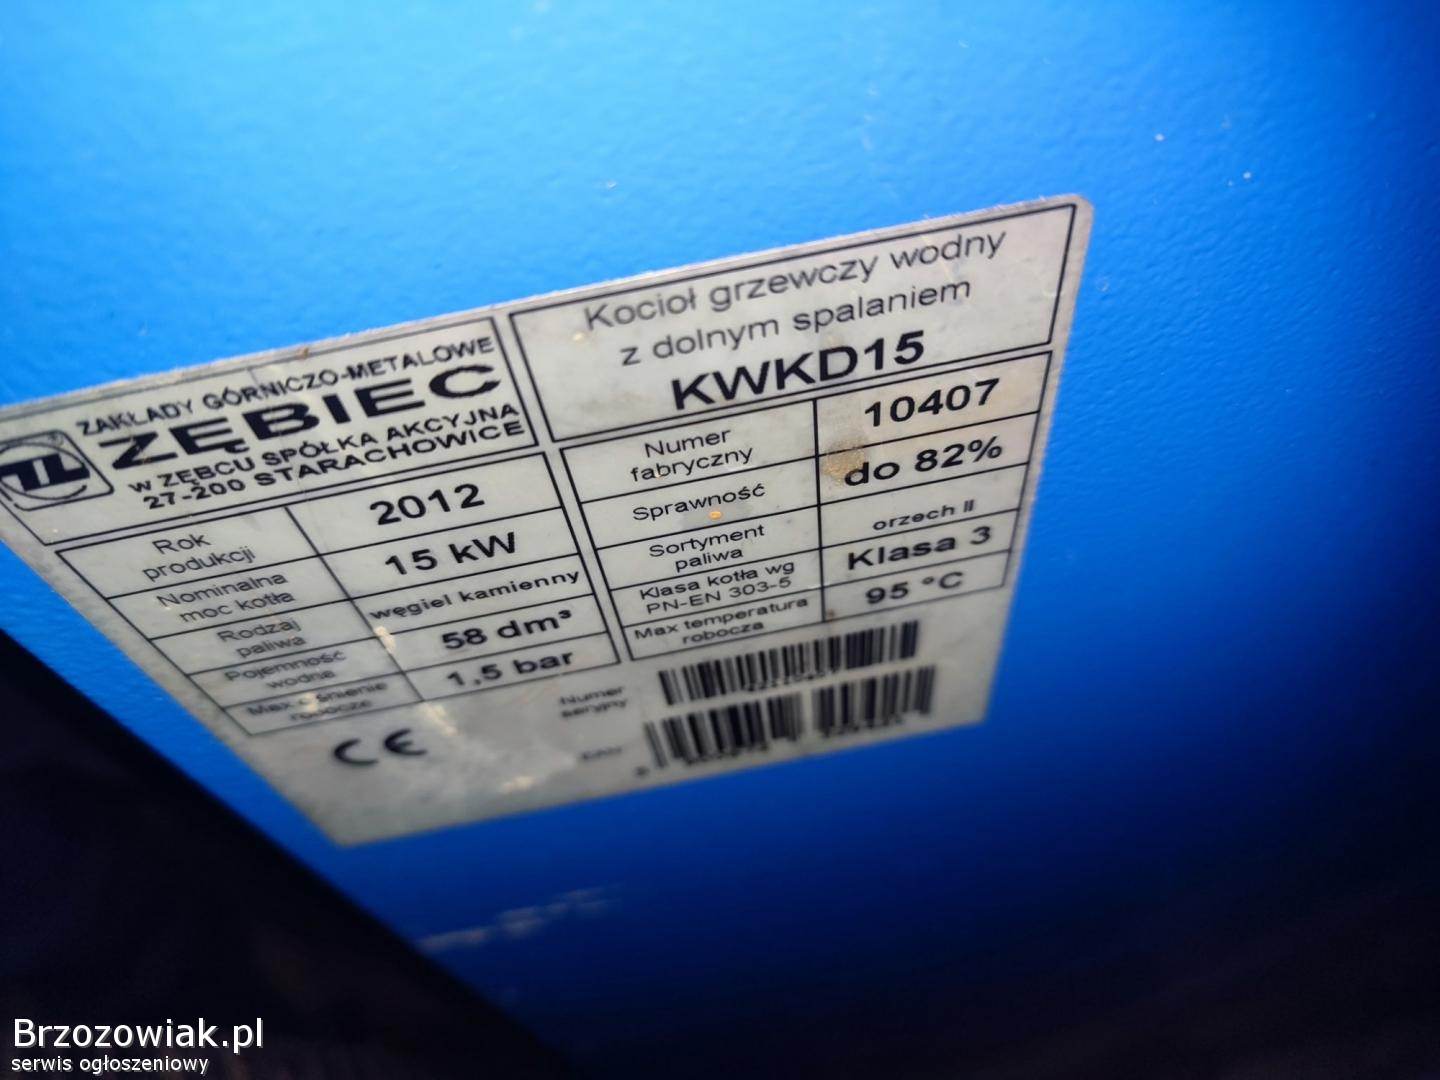 ZAKŁADY GÓRNICZO-METALOWE
ZĘBIEC
W ZĘBCU SPÓŁKA AKCYJNA
27-200 STARACHOWICE
Kocioł grzewczy wodny
z dolnym spalaniem
KWKD15
Rok
produkcji
2012
Nominalna
moc kotła
15 kW
Rodzaj
paliwa
węgiel kamienny
Pojemność
wodna
58 dm³
Max ciśnienie
robocze
1,5 bar
Numer
fabryczny
10407
Sprawność
do 82%
Sortyment
paliwa
orzech II
Klasa kotła wg
PN-EN 303-5
Klasa 3
Max temperatura
robocza
95 °C
CE
Numer
seryjny
Brzozowiak.pl
serwis ogłoszeniowy